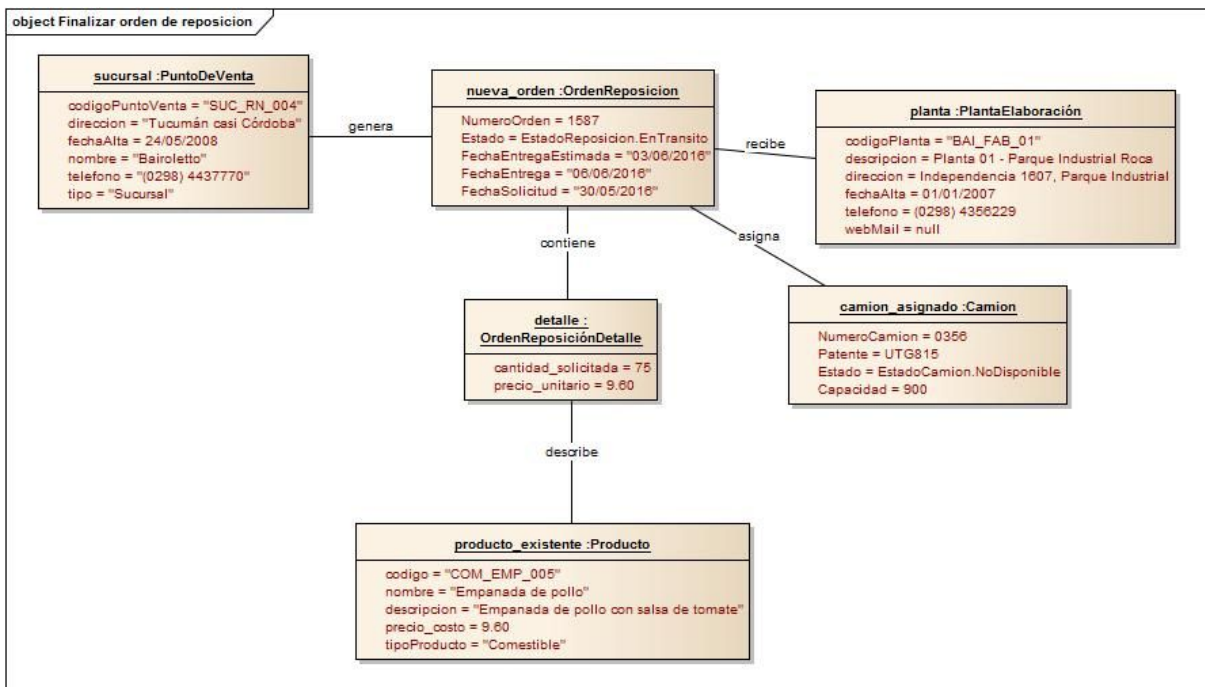 object Finalizar orden de reposicion
sucursal :PuntoDeVenta
codigoPuntoVenta = "SUC_RN_004"
direccion = "Tucumán casi Córdoba"
fechaAlta = 24/05/2008
nombre = "Bairoletto"
telefono = "(0298) 4437770"
tipo = "Sucursal"
genera
nueva_orden :OrdenReposicion
NumeroOrden = 1587
Estado = EstadoReposicion.EnTransito
FechaEntregaEstimada = "03/06/2016"
FechaEntrega = "06/06/2016"
FechaSolicitud = "30/05/2016"
recibe
planta :PlantaElaboración
codigoPlanta = "BAI_FAB_01"
descripcion = Planta 01 - Parque Industrial Roca
direccion = Independencia 1607, Parque Industrial
fechaAlta = 01/01/2007
telefono = (0298) 4356229
webMail = null
contiene
asigna
detalle :
OrdenReposiciónDetalle
cantidad_solicitada = 75
precio_unitario = 9.60
camion_asignado :Camion
NumeroCamion = 0356
Patente = UTG815
Estado = EstadoCamion.NoDisponible
Capacidad = 900
describe
producto_existente :Producto
codigo = "COM_EMP_005"
nombre = "Empanada de pollo"
descripcion = "Empanada de pollo con salsa de tomate"
precio_costo = 9.60
tipoProducto = "Comestible"